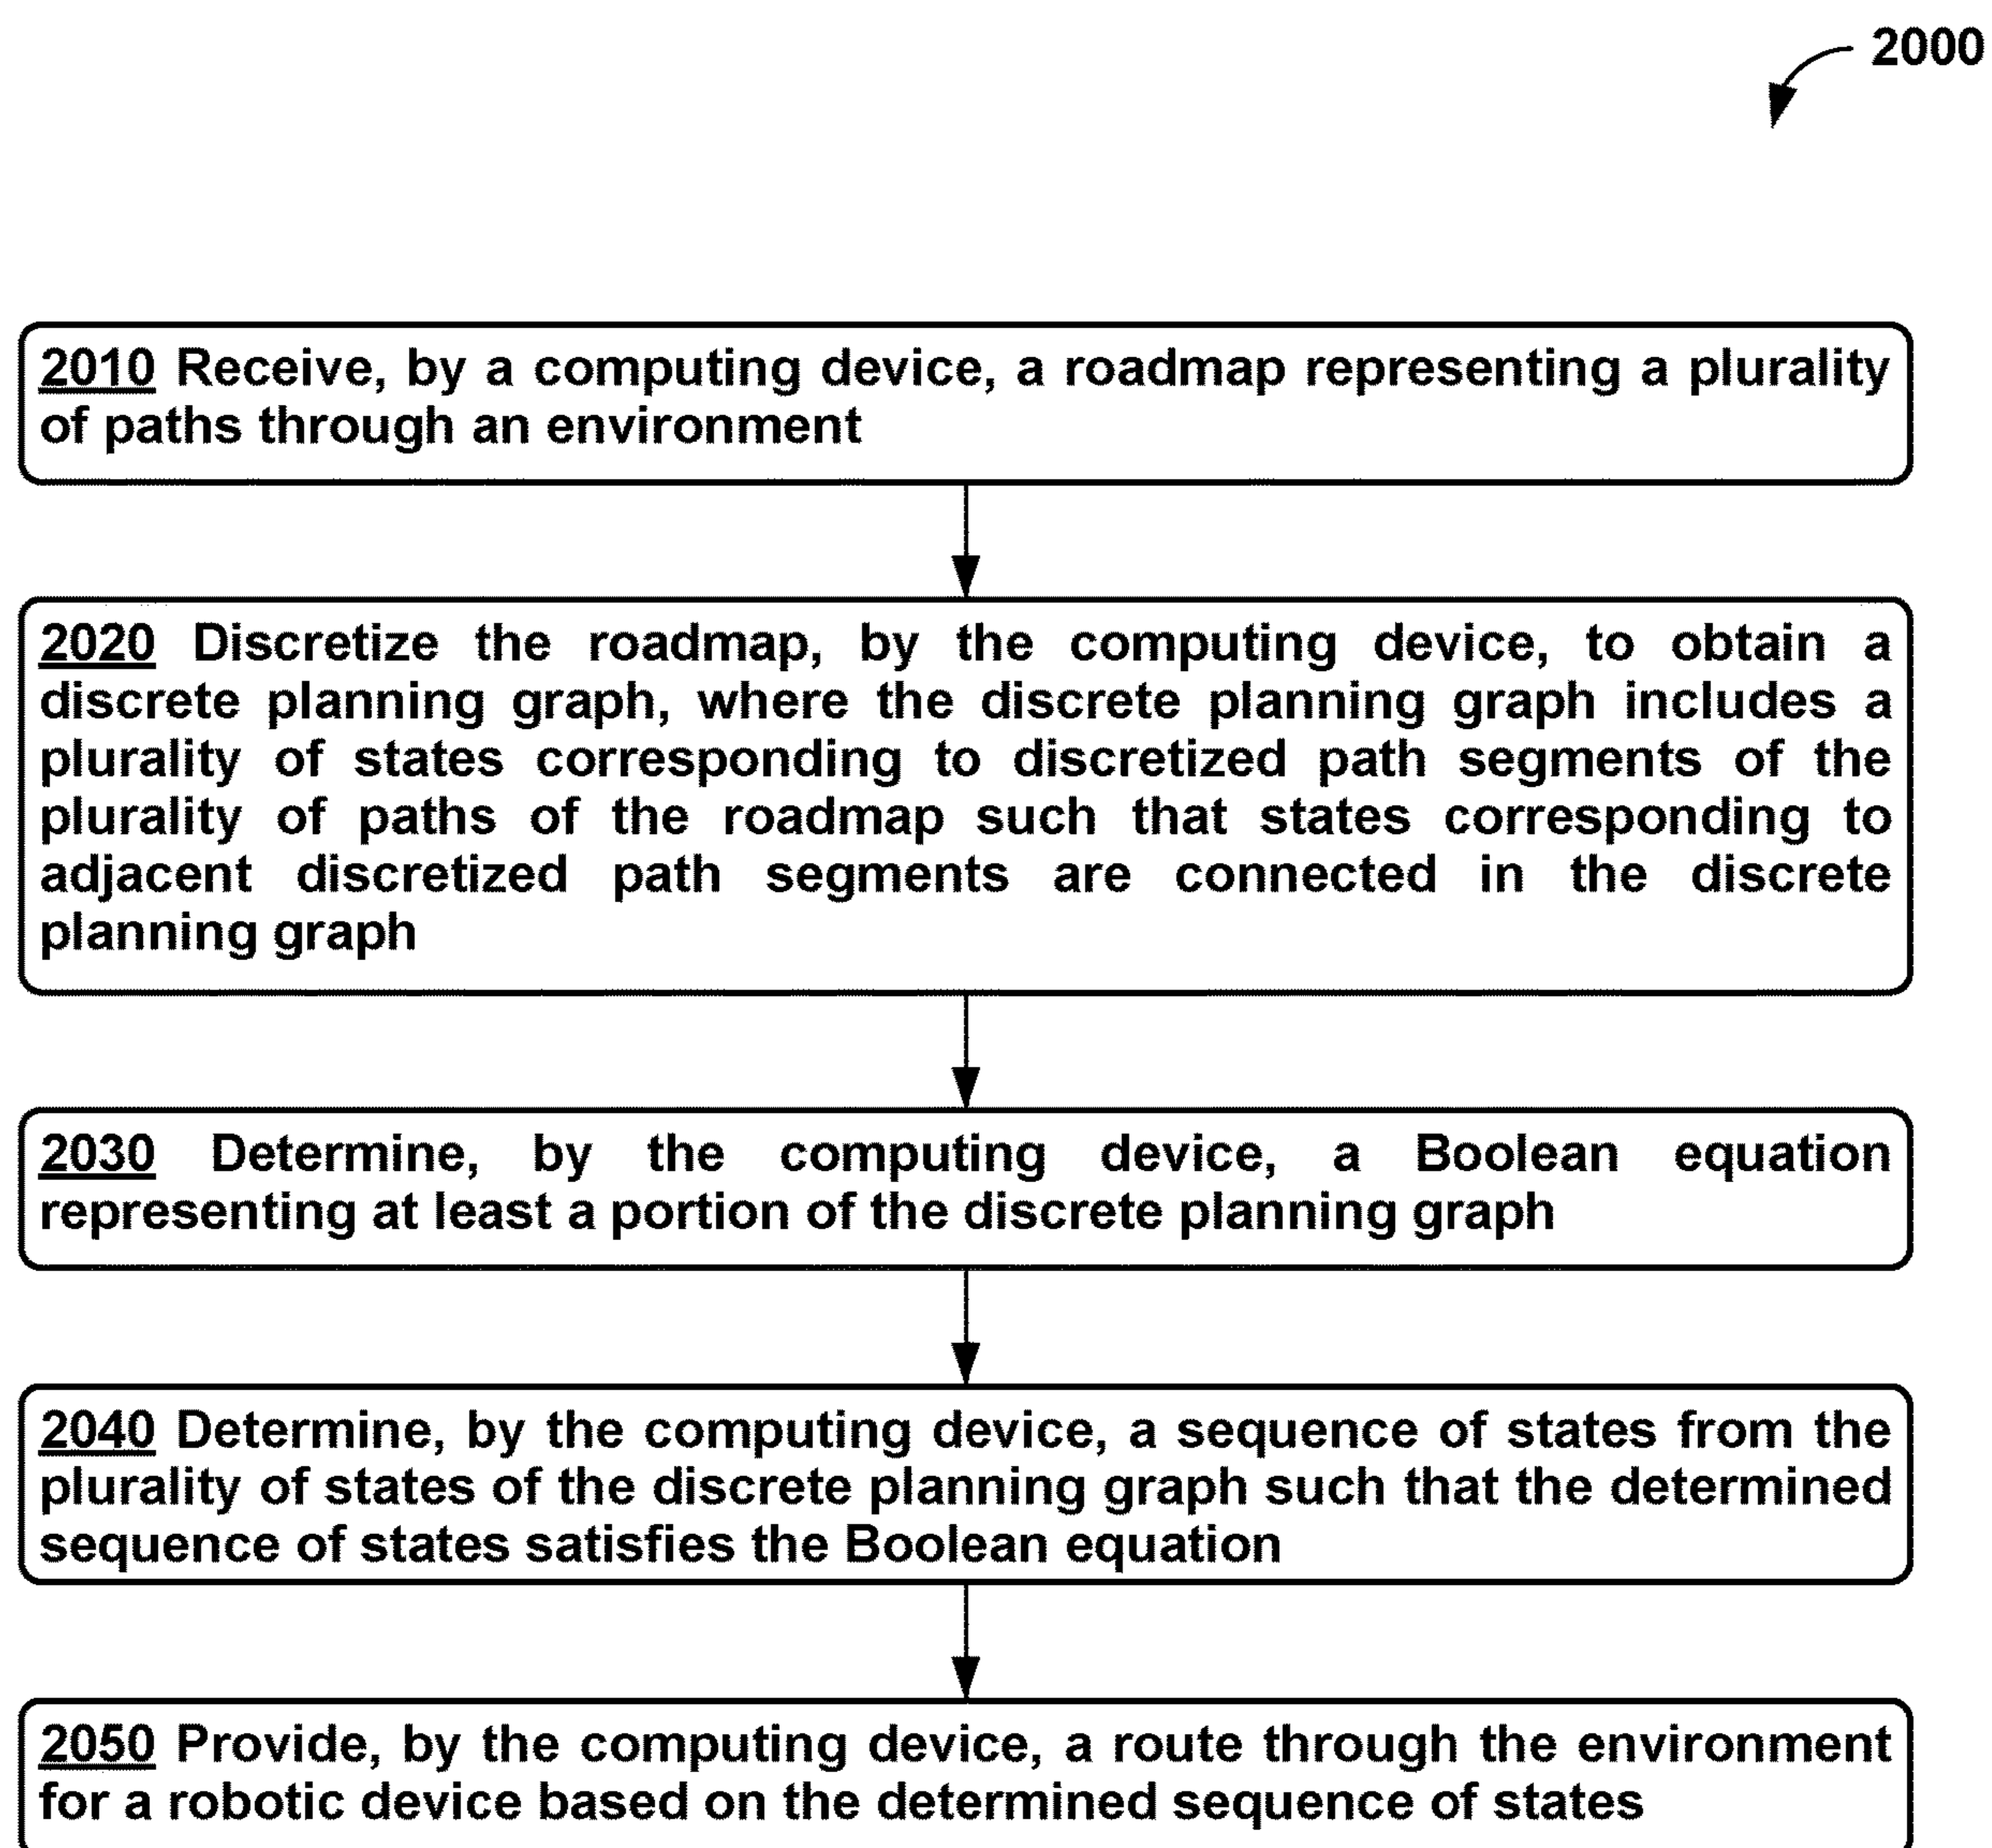 2000
2010 Receive, by a computing device, a roadmap representing a plurality
of paths through an environment
2020 Discretize the roadmap, by the computing device, to obtain a
discrete planning graph, where the discrete planning graph includes a
plurality of states corresponding to discretized path segments of the
plurality of paths of the roadmap such that states corresponding to
adjacent discretized path segments are connected in the discrete
planning graph
2030 Determine, by the computing device, a Boolean equation
representing at least a portion of the discrete planning graph
2040 Determine, by the computing device, a sequence of states from the
plurality of states of the discrete planning graph such that the determined
sequence of states satisfies the Boolean equation
2050 Provide, by the computing device, a route through the environment
for a robotic device based on the determined sequence of states